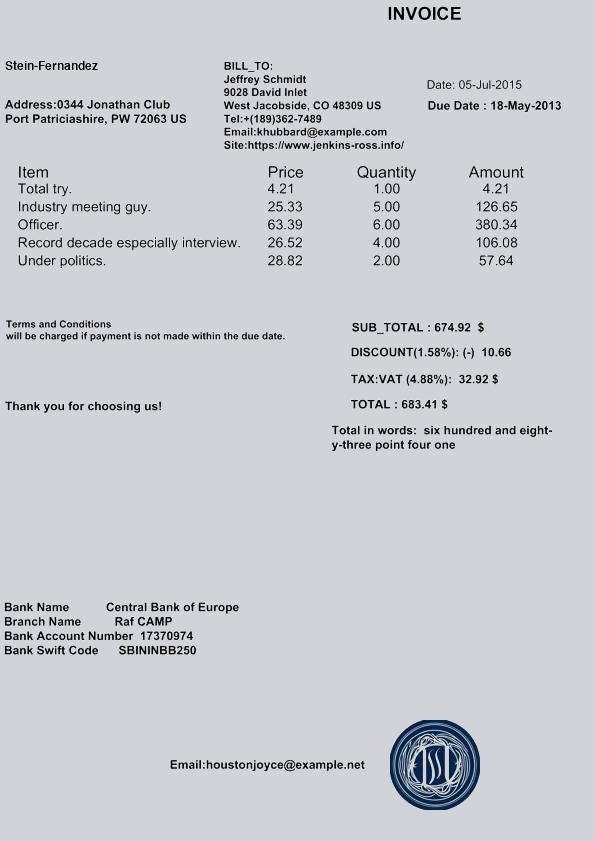 INVOICE
Stein-Fernandez
Address:0344 Jonathan Club
Port Patriciashire, PW 72063 US
BILL_TO:
Jeffrey Schmidt
9028 David Inlet
West Jacobside, CO 48309 US
Tel:+(189)362-7489
Email:khubbard@example.com
Site:https://www.jenkins-ross.info/
Date: 05-Jul-2015
Due Date : 18-May-2013
Item Price Quantity Amount
Total try. 4.21 1.00 4.21
Industry meeting guy. 25.33 5.00 126.65
Officer. 63.39 6.00 380.34
Record decade especially interview. 26.52 4.00 106.08
Under politics. 28.82 2.00 57.64
Terms and Conditions
will be charged if payment is not made within the due date.
Thank you for choosing us!
SUB_TOTAL : 674.92 $
DISCOUNT(1.58%): (-) 10.66
TAX:VAT (4.88%): 32.92 $
TOTAL : 683.41 $
Total in words: six hundred and eight-
y-three point four one
Bank Name Central Bank of Europe
Branch Name Raf CAMP
Bank Account Number 17370974
Bank Swift Code SBININBB250
Email:houstonjoyce@example.net